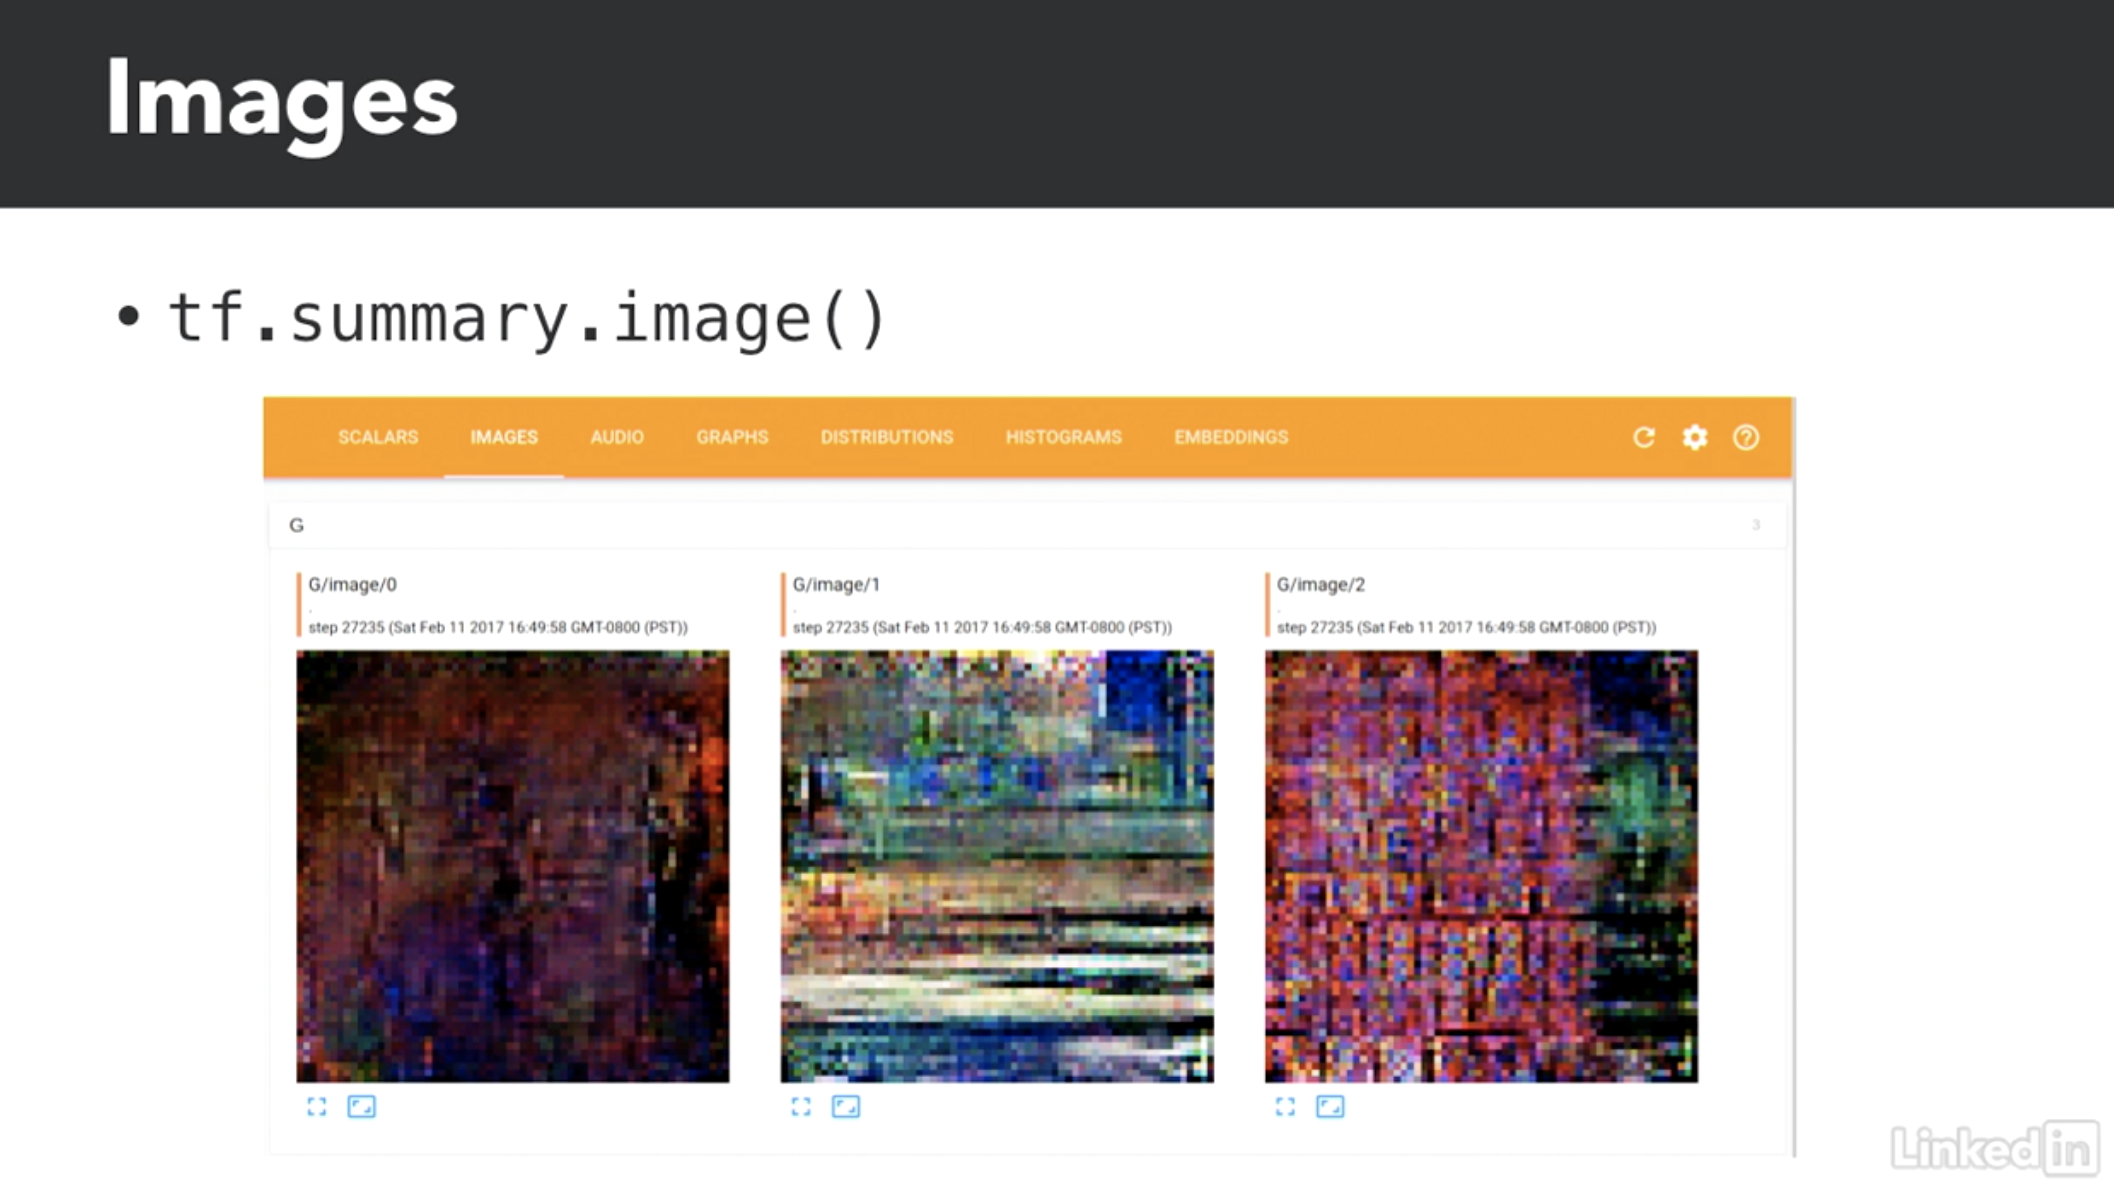 Images
• tf.summary.image()
SCALARS IMAGES AUDIO GRAPHS DISTRIBUTIONS HISTOGRAMS EMBEDDINGS
G 3
G/image/0
.
step 27235 (Sat Feb 11 2017 16:49:58 GMT-0800 (PST))
G/image/1
.
step 27235 (Sat Feb 11 2017 16:49:58 GMT-0800 (PST))
G/image/2
.
step 27235 (Sat Feb 11 2017 16:49:58 GMT-0800 (PST))
LinkedIn